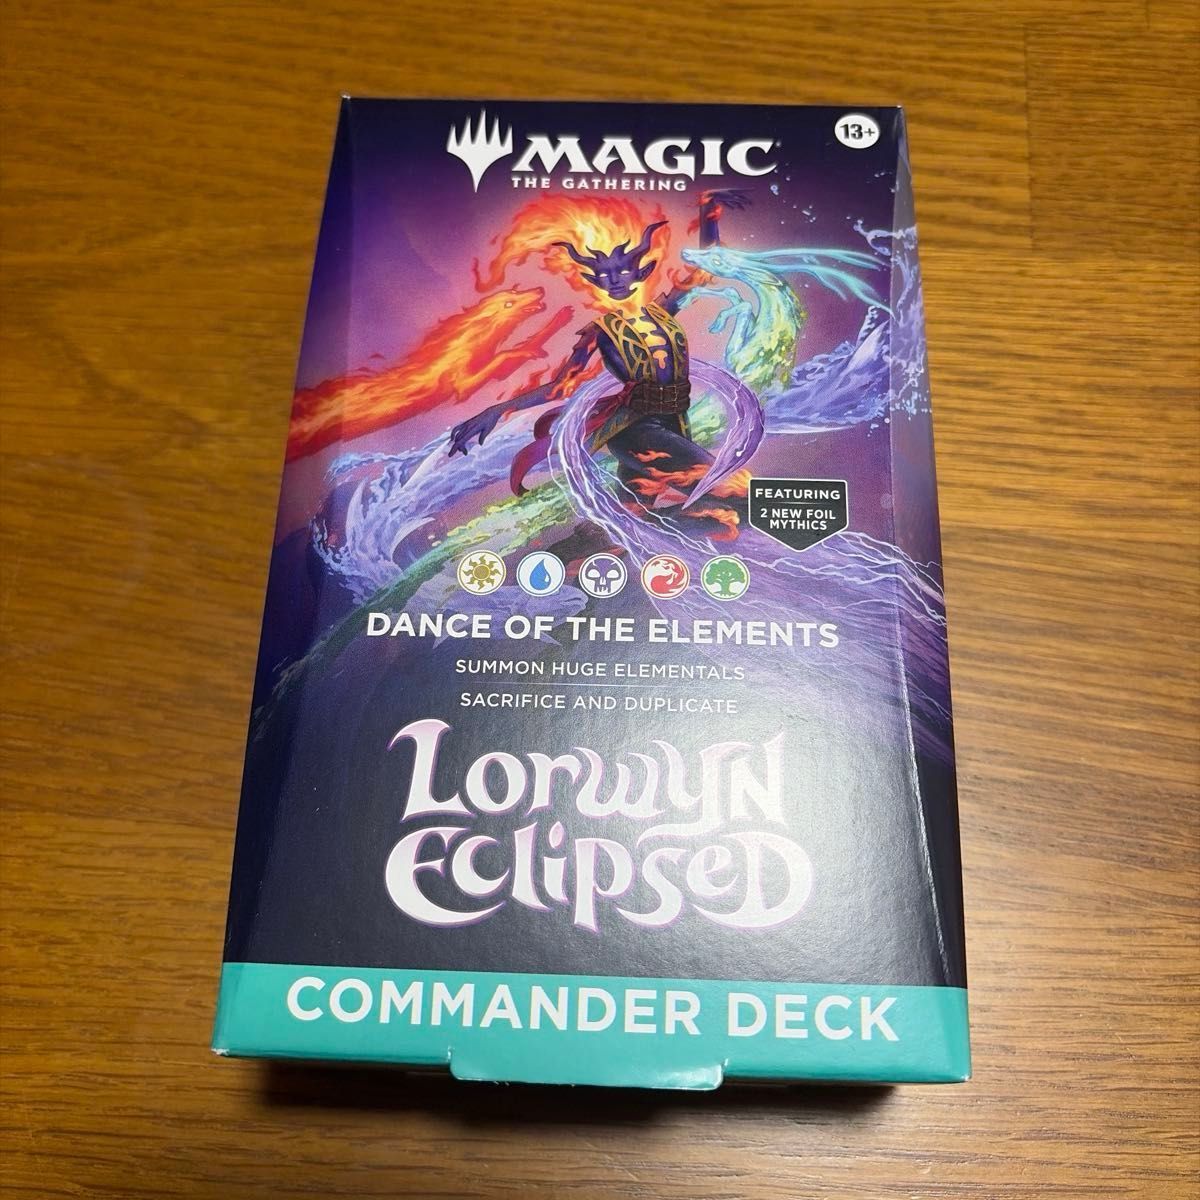 MAGIC
THE GATHERING
13+
FEATURING
2 NEW FOIL
MYTHICS
DANCE OF THE ELEMENTS
SUMMON HUGE ELEMENTALS
SACRIFICE AND DUPLICATE
LORWYN
ECLIPSED
COMMANDER DECK